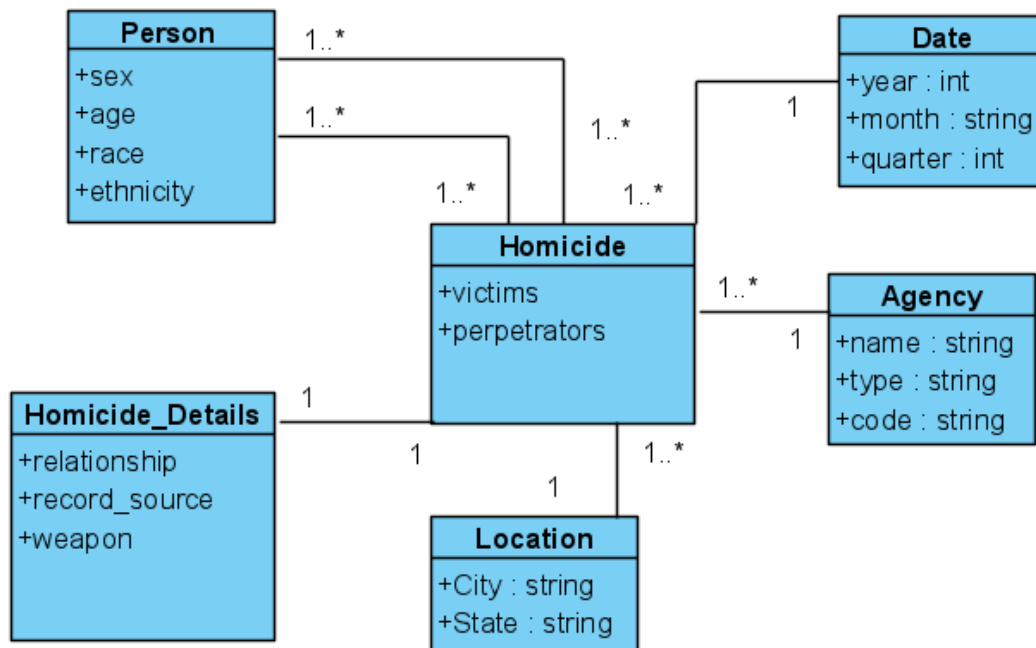 Person
+sex
+age
+race
+ethnicity
1..*
1..*
1..*
1..*
Date
+year : int
+month : string
+quarter : int
1
1..*
Homicide
+victims
+perpetrators
1..*
1
Agency
+name : string
+type : string
+code : string
Homicide_Details
+relationship
+record_source
+weapon
1
1
1..*
1
Location
+City : string
+State : string